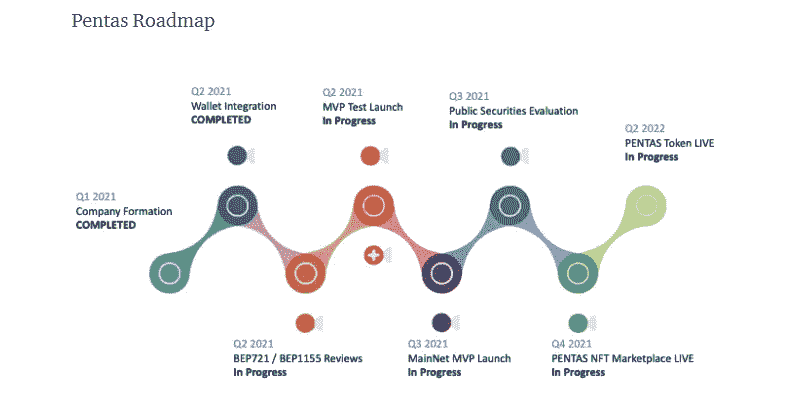 Pentas Roadmap
Q1 2021
Company Formation
COMPLETED
Q2 2021
Wallet Integration
COMPLETED
Q2 2021
BEP721 / BEP1155 Reviews
In Progress
Q2 2021
MVP Test Launch
In Progress
Q3 2021
MainNet MVP Launch
In Progress
Q3 2021
Public Securities Evaluation
In Progress
Q4 2021
PENTAS NFT Marketplace LIVE
In Progress
Q2 2022
PENTAS Token LIVE
In Progress